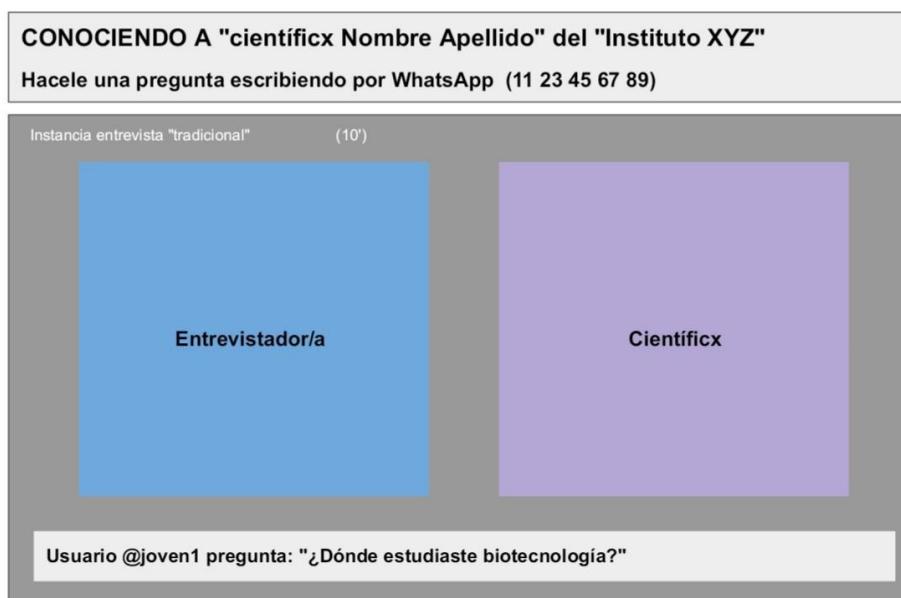 CONOCIENDO A "científicx Nombre Apellido" del "Instituto XYZ"
Hacele una pregunta escribiendo por WhatsApp (11 23 45 67 89)
Instancia entrevista "tradicional" (10')
Entrevistador/a
Científicx
Usuario @joven1 pregunta: "¿Dónde estudiaste biotecnología?"